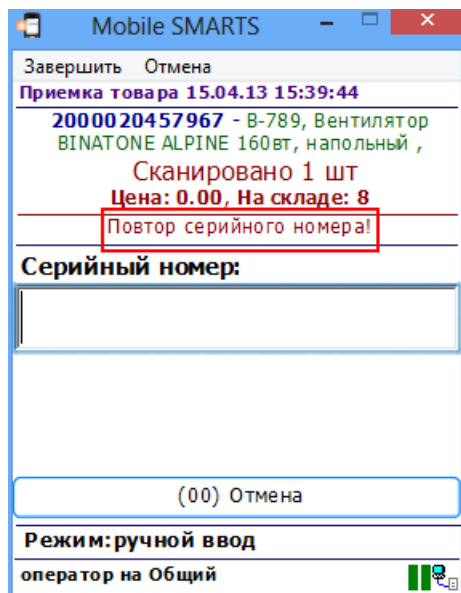 Mobile SMARTS
Завершить Отмена
Приемка товара 15.04.13 15:39:44
2000020457967 - В-789, Вентилятор
BINATONE ALPINE 160вт, напольный ,
Сканировано 1 шт
Цена: 0.00, На складе: 8
Повтор серийного номера!
Серийный номер:
(00) Отмена
Режим:ручной ввод
оператор на Общий